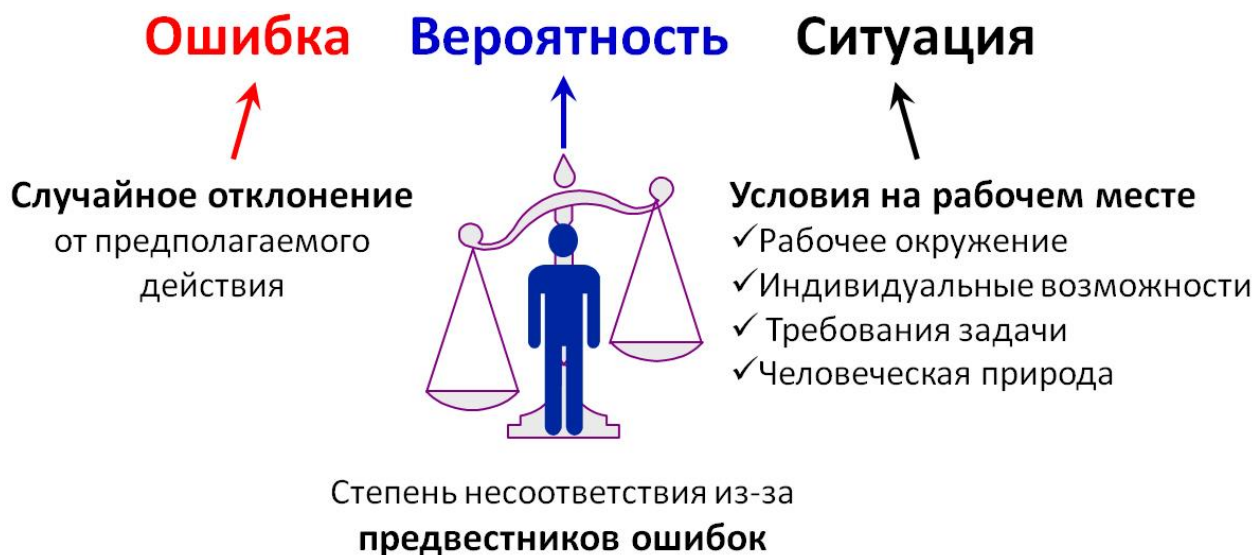 Ошибка Вероятность Ситуация
Случайное отклонение
от предполагаемого
действия
Условия на рабочем месте
✓Рабочее окружение
✓Индивидуальные возможности
✓ Требования задачи
✓Человеческая природа
Степень несоответствия из-за
предвестников ошибок